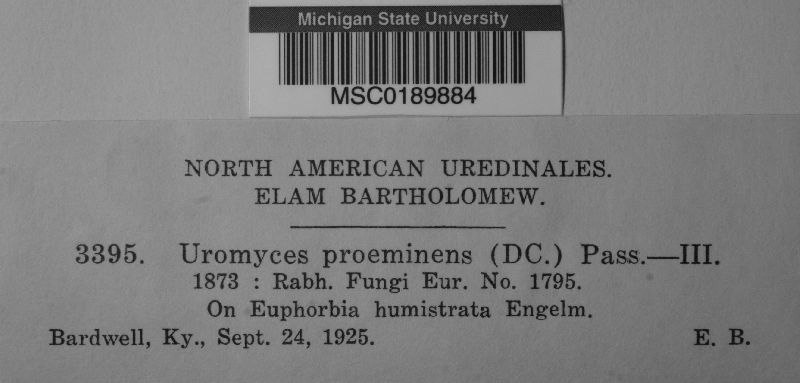 Michigan State University
MSC0189884
NORTH AMERICAN UREDINALES.
ELAM BARTHOLOMEW.
3395. Uromyces proeminens (DC.) Pass.—III.
1873 : Rabh. Fungi Eur. No. 1795.
On Euphorbia humistrata Engelm.
Bardwell, Ky., Sept. 24, 1925. E. B.